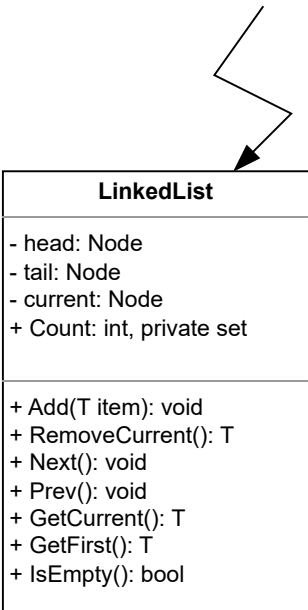 LinkedList
- head: Node
- tail: Node
- current: Node
+ Count: int, private set
+ Add(T item): void
+ RemoveCurrent(): T
+ Next(): void
+ Prev(): void
+ GetCurrent(): T
+ GetFirst(): T
+ IsEmpty(): bool